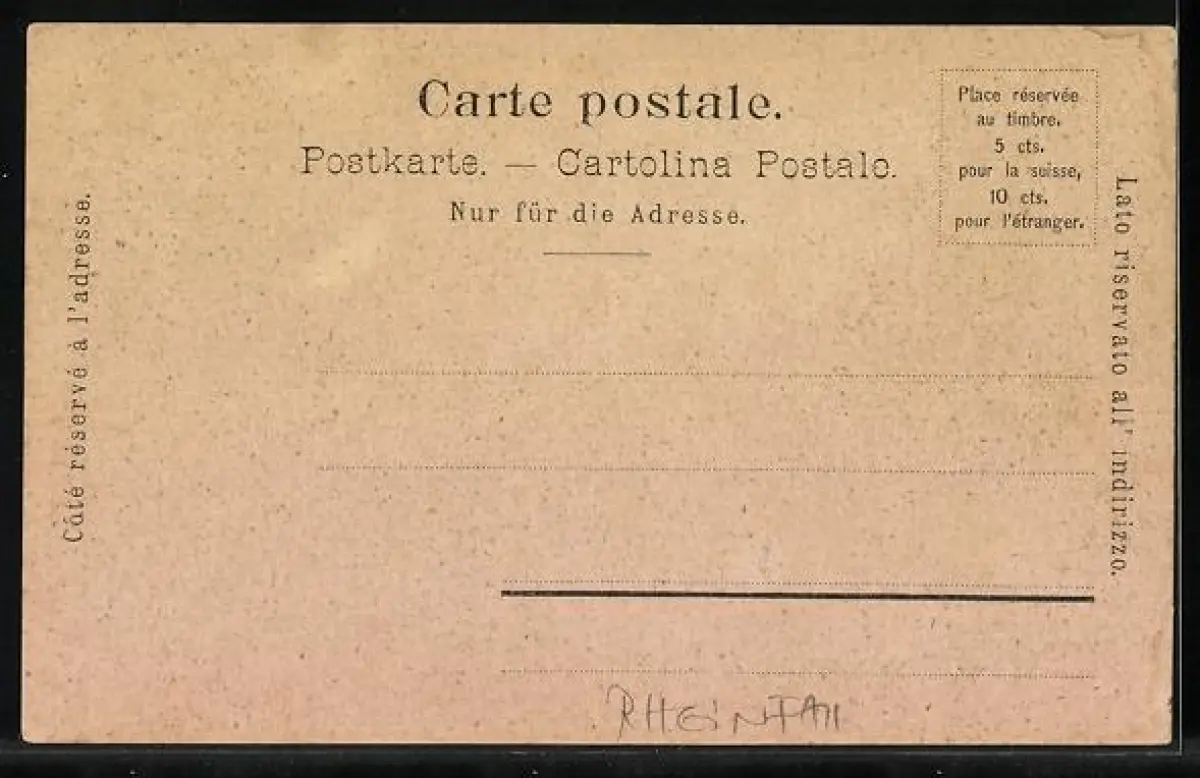 Carte postale.
Postkarte. — Cartolina Postale.
Nur für die Adresse.
Place réservée
au timbre.
5 cts.
pour la suisse,
10 cts.
pour l'étranger.
Côté réservé à l'adresse.
Lato riservato all' indirizzo.
RHEINTAL